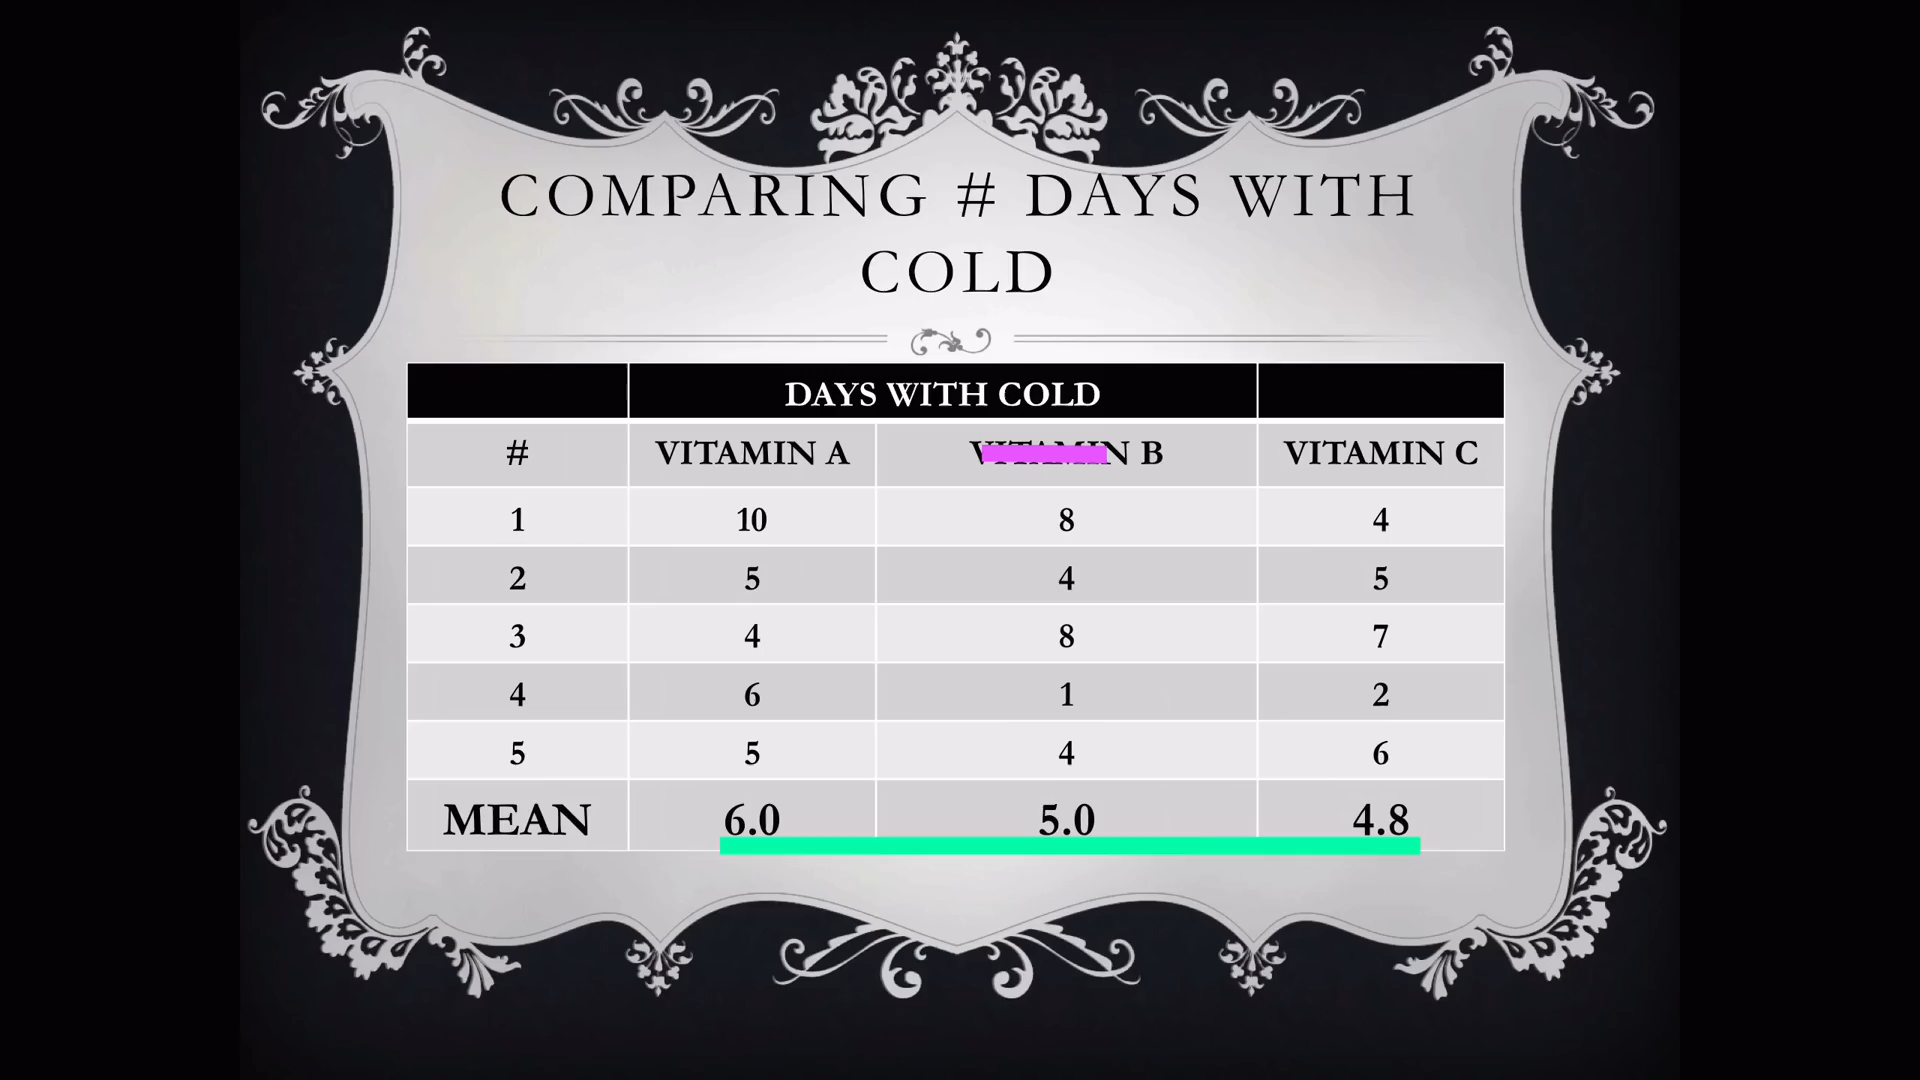 COMPARING # DAYS WITH
COLD
DAYS WITH COLD
# VITAMIN A VITAMIN B VITAMIN C
1 10 8 4
2 5 4 5
3 4 8 7
4 6 1 2
5 5 4 6
MEAN 6.0 5.0 4.8